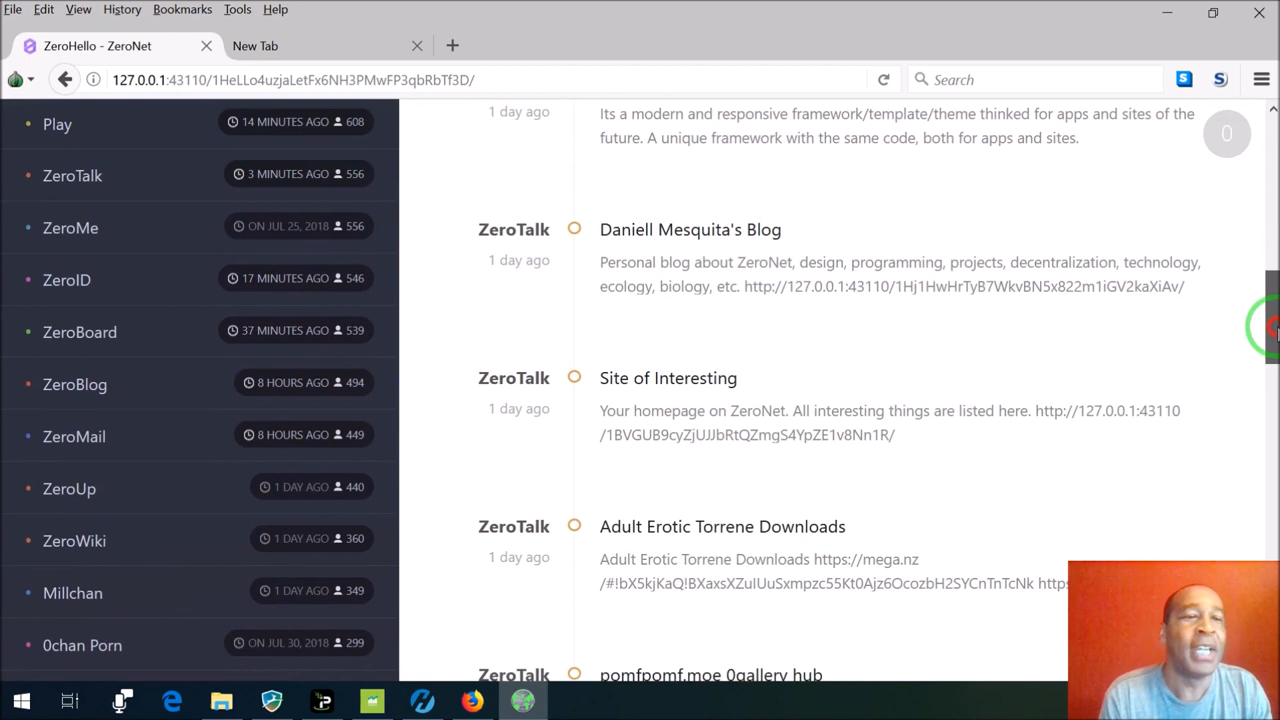 File Edit View History Bookmarks Tools Help
ZeroHello - ZeroNet New Tab
127.0.0.1:43110/1HeLLo4uzjaLetFx6NH3PMwFP3qbRbTf3D/ Search
Play 14 MINUTES AGO 608
ZeroTalk 3 MINUTES AGO 556
ZeroMe ON JUL 25, 2018 556
ZeroID 17 MINUTES AGO 546
ZeroBoard 37 MINUTES AGO 539
ZeroBlog 8 HOURS AGO 494
ZeroMail 8 HOURS AGO 449
ZeroUp 1 DAY AGO 440
ZeroWiki 1 DAY AGO 360
Millchan 1 DAY AGO 349
0chan Porn ON JUL 30, 2018 299
1 day ago Its a modern and responsive framework/template/theme thinked for apps and sites of the
future. A unique framework with the same code, both for apps and sites.
0
ZeroTalk Daniell Mesquita's Blog
1 day ago Personal blog about ZeroNet, design, programming, projects, decentralization, technology,
ecology, biology, etc. http://127.0.0.1:43110/1Hj1HwHrTyB7WkvBN5x822m1iGV2kaXiAv/
ZeroTalk Site of Interesting
1 day ago Your homepage on ZeroNet. All interesting things are listed here. http://127.0.0.1:43110
/1BVGUB9cyZjUJJbRtQZmgS4YpZE1v8Nn1R/
ZeroTalk Adult Erotic Torrene Downloads
1 day ago Adult Erotic Torrene Downloads https://mega.nz
/#!bX5kjKaQ!BXaxsXZuIUuSxmpzc55Kt0Ajz6OcozbH2SYCnTnTcNk https
ZeroTalk pomfpomf.moe 0gallery hub